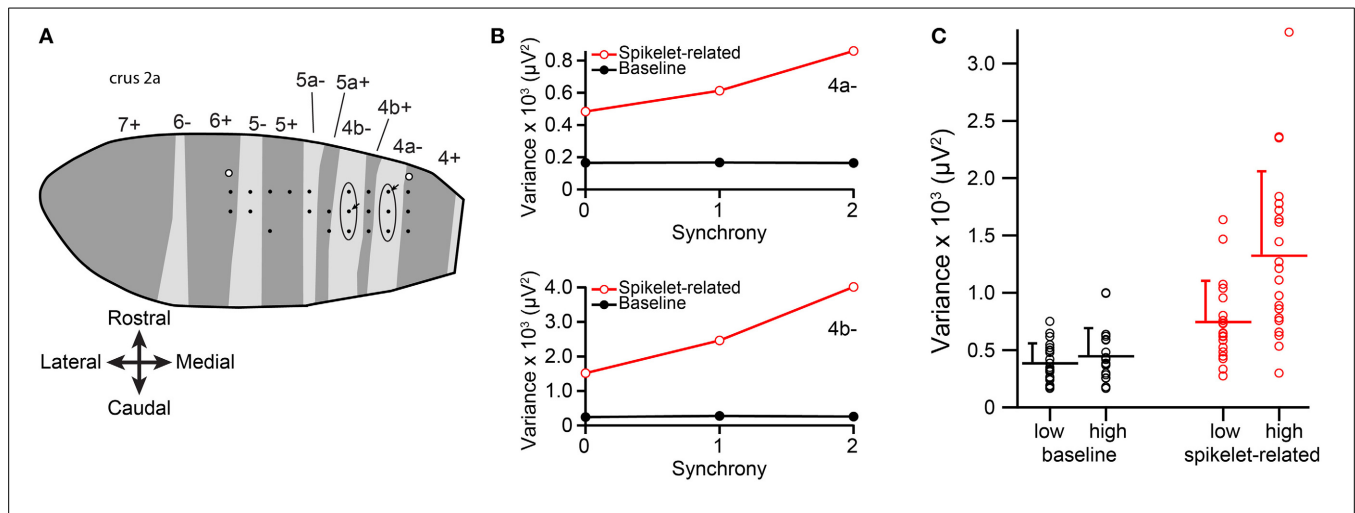 A
crus 2a
7+
6-
6+
5-
5+
5a-
5a+
4b-
4b+
4a-
4+
Rostral
Lateral
Medial
Caudal
B
Variance x 10³ (µV²)
0.8
0.6
0.4
0.2
0
Spikelet-related
Baseline
4a-
0
1
2
Synchrony
Variance x 10³ (µV²)
4.0
3.0
2.0
1.0
0
Spikelet-related
Baseline
4b-
0
1
2
Synchrony
C
Variance x 10³ (µV²)
3.0
2.5
2.0
1.5
1.0
0.5
0
low
high
low
high
baseline
spikelet-related